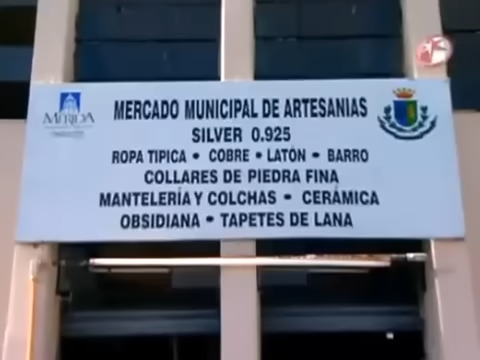 MÉRIDA
MERCADO MUNICIPAL DE ARTESANIAS
SILVER 0.925
ROPA TIPICA • COBRE • LATÓN • BARRO
COLLARES DE PIEDRA FINA
MANTELERÍA Y COLCHAS • CERÁMICA
OBSIDIANA • TAPETES DE LANA